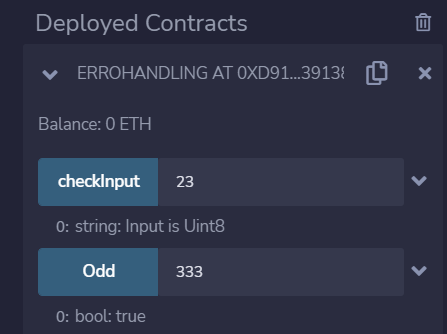 Deployed Contracts
ERROHANDLING AT 0XD91...39138
Balance: 0 ETH
checkInput 23
0: string: Input is Uint8
Odd 333
0: bool: true